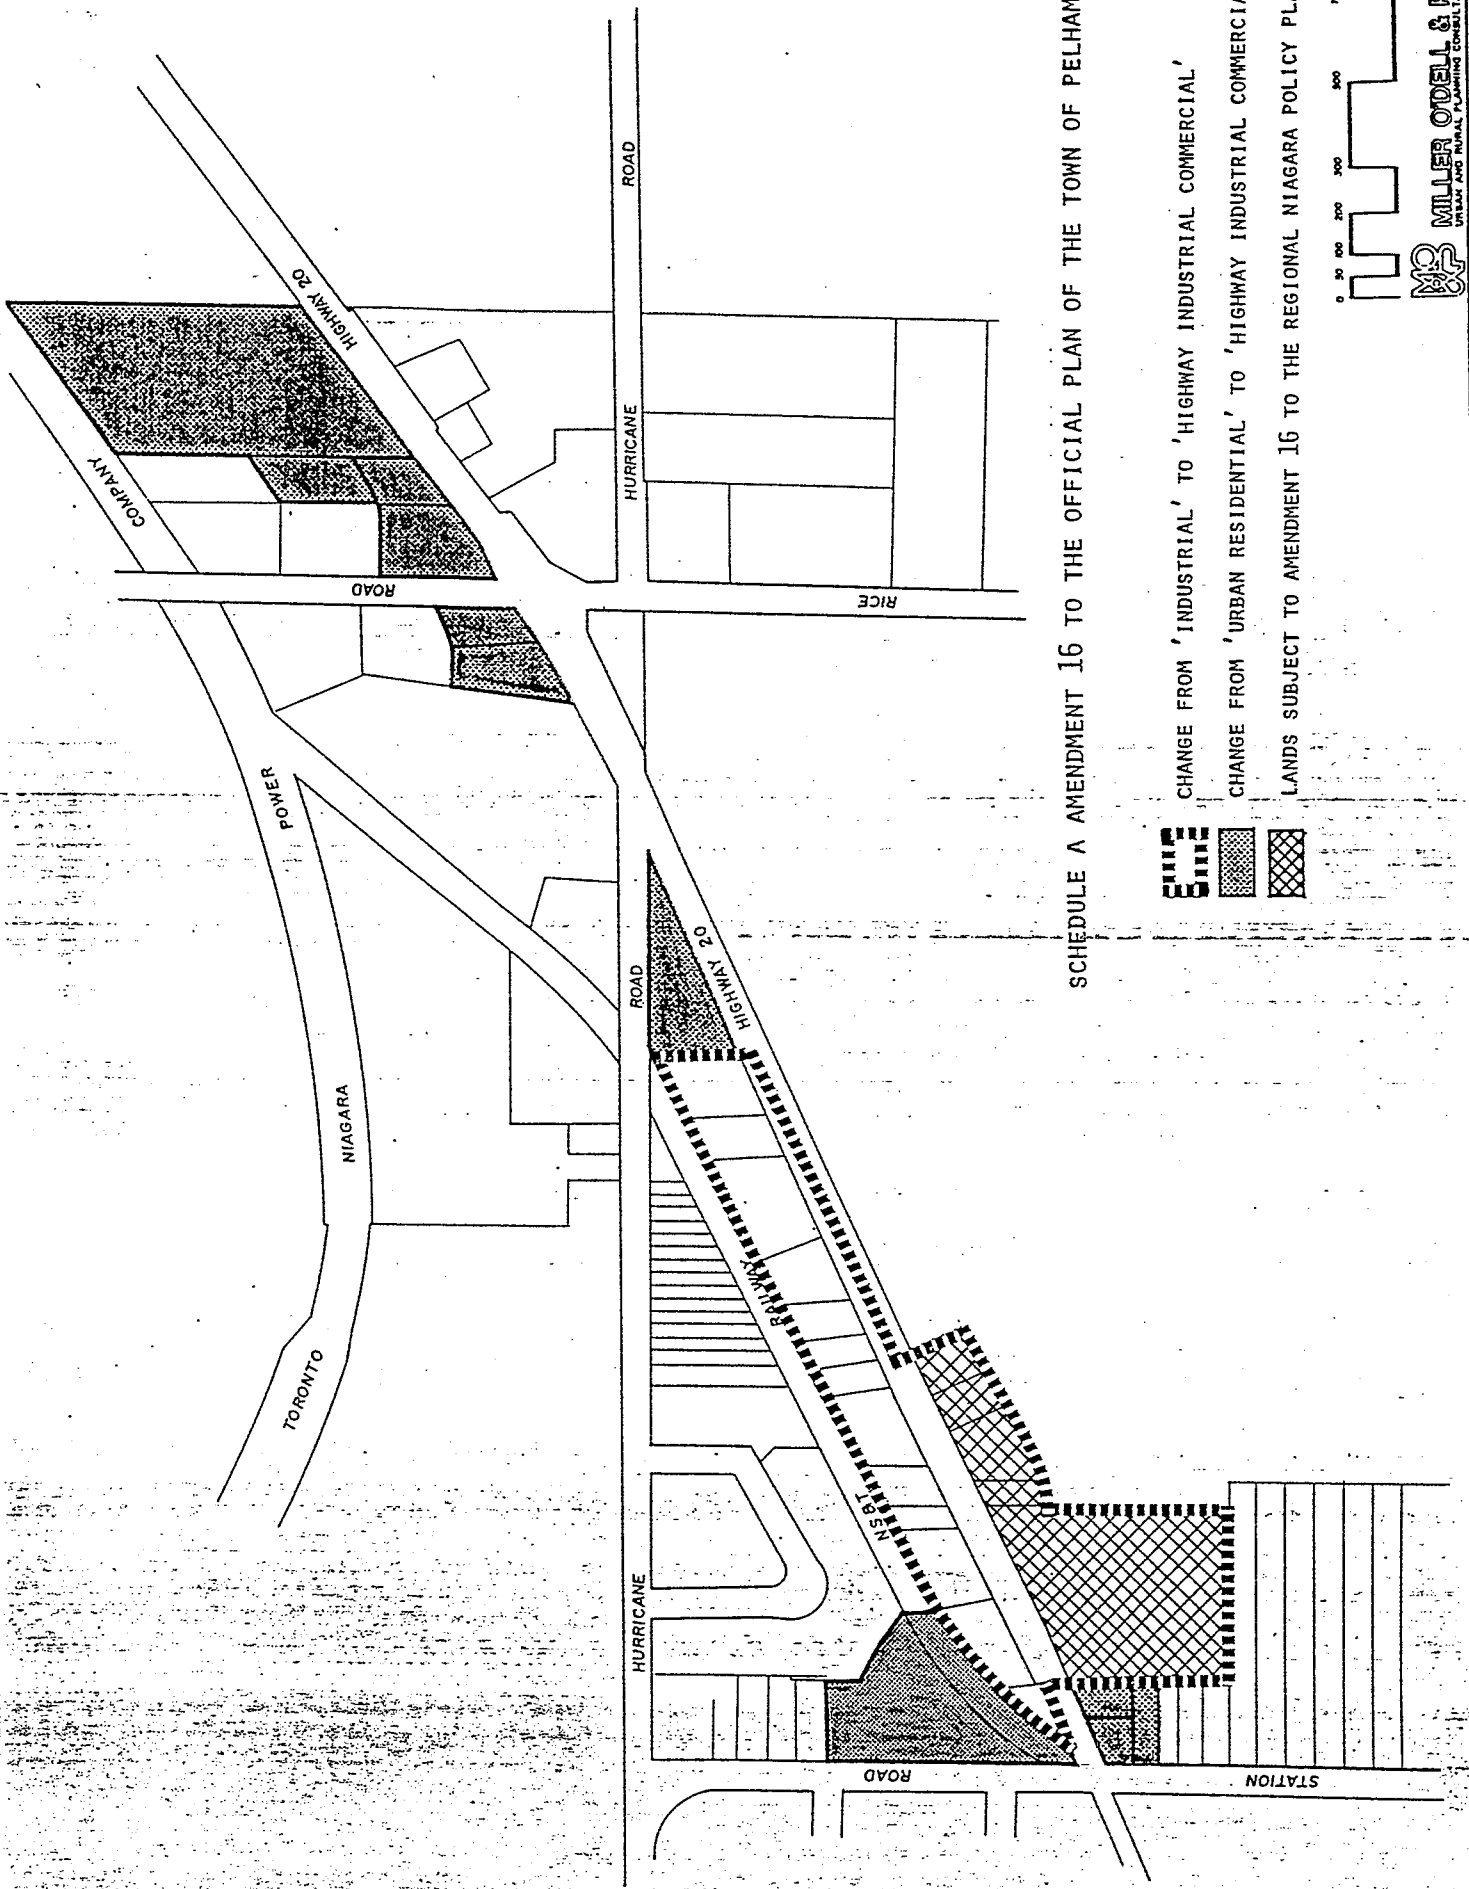 HIGHWAY 20
ROAD
COMPANY
HURRICANE
ROAD
RICE
POWER
ROAD
HIGHWAY 20
NIAGARA
TORONTO
RAILWAY
NS&T
HURRICANE
ROAD
STATION
SCHEDULE A AMENDMENT 16 TO THE OFFICIAL PLAN OF THE TOWN OF PELHAM
CHANGE FROM 'INDUSTRIAL' TO 'HIGHWAY INDUSTRIAL COMMERCIAL'
CHANGE FROM 'URBAN RESIDENTIAL' TO 'HIGHWAY INDUSTRIAL
LANDS SUBJECT TO AMENDMENT 16 TO THE REGIONAL NIAGARA POLICY
0 50 100 200 300 500
MILLER O'DELL &
URBAN AND RURAL PLANNING